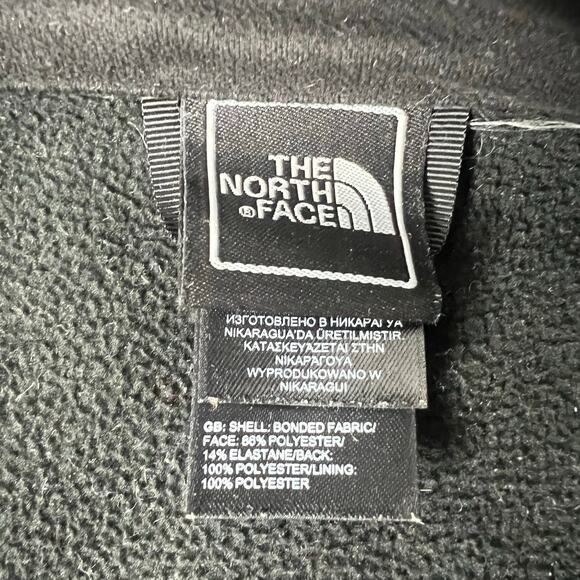 THE
NORTH
®FACE
ИЗГОТОВЛЕНО В НИКАРАГУА
NIKARAGUA'DA ÜRETILMIŞTIR.
ΚΑΤΑΣΚΕΥΑΖΕΤΑΙ ΣΤΗΝ
ΝΙΚΑΡΑΓΟΥΑ
WYPRODUKOWANO W
NIKARAGUI
GB: SHELL: BONDED FABRIC/
FACE: 86% POLYESTER/
14% ELASTANE/BACK:
100% POLYESTER/LINING:
100% POLYESTER